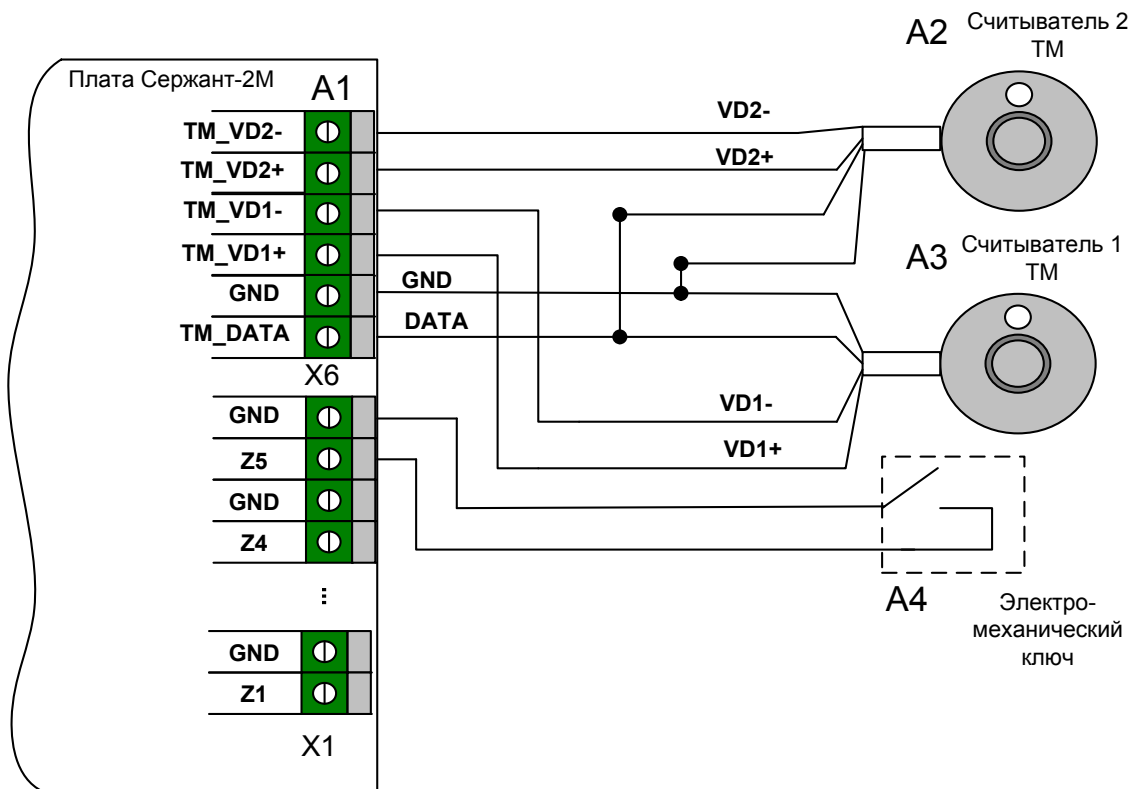 Плата Сержант-2М
A1
TM_VD2-
TM_VD2+
TM_VD1-
TM_VD1+
GND
TM_DATA
X6
GND
Z5
GND
Z4
...
GND
Z1
X1
VD2-
VD2+
GND
DATA
VD1-
VD1+
A2
Считыватель 2
ТМ
A3
Считыватель 1
ТМ
A4
Электро-
механический
ключ